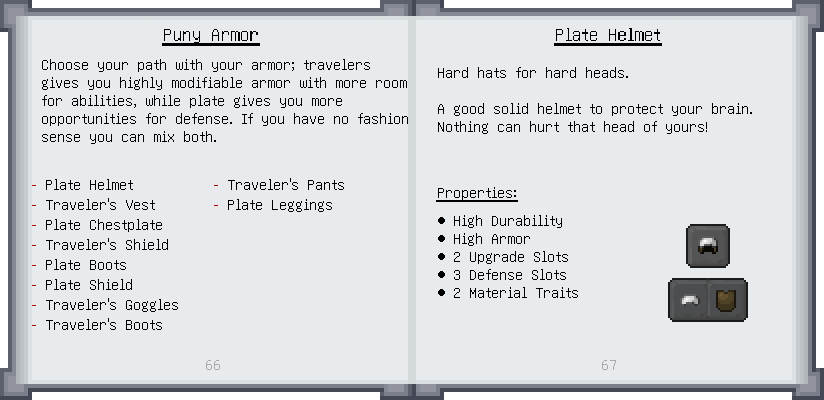 Puny Armor
Choose your path with your armor; travelers
gives you highly modifiable armor with more room
for abilities, while plate gives you more
opportunities for defense. If you have no fashion
sense you can mix both.
- Plate Helmet
- Traveler's Vest
- Plate Chestplate
- Traveler's Shield
- Plate Boots
- Plate Shield
- Traveler's Goggles
- Traveler's Boots
- Traveler's Pants
- Plate Leggings
66
Plate Helmet
Hard hats for hard heads.
A good solid helmet to protect your brain.
Nothing can hurt that head of yours!
Properties:
● High Durability
● High Armor
● 2 Upgrade Slots
● 3 Defense Slots
● 2 Material Traits
67